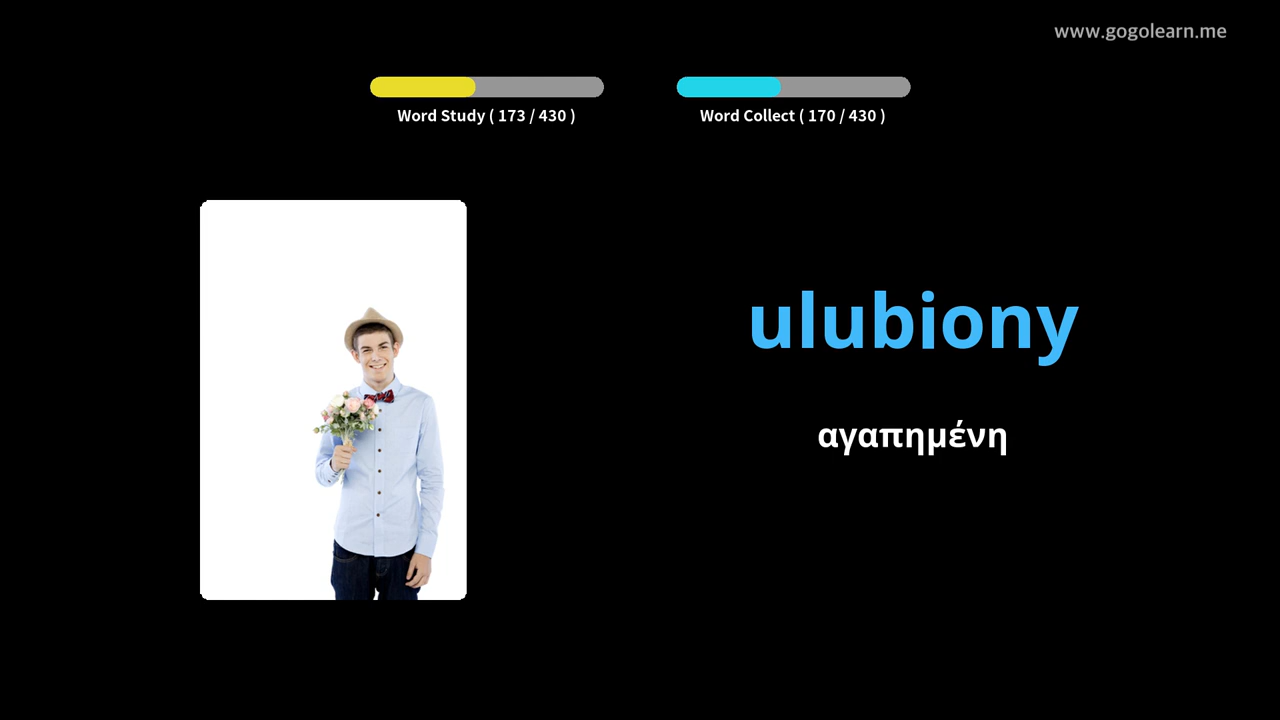 www.gogolearn.me
Word Study ( 173 / 430 )
Word Collect ( 170 / 430 )
ulubiony
αγαπημένη